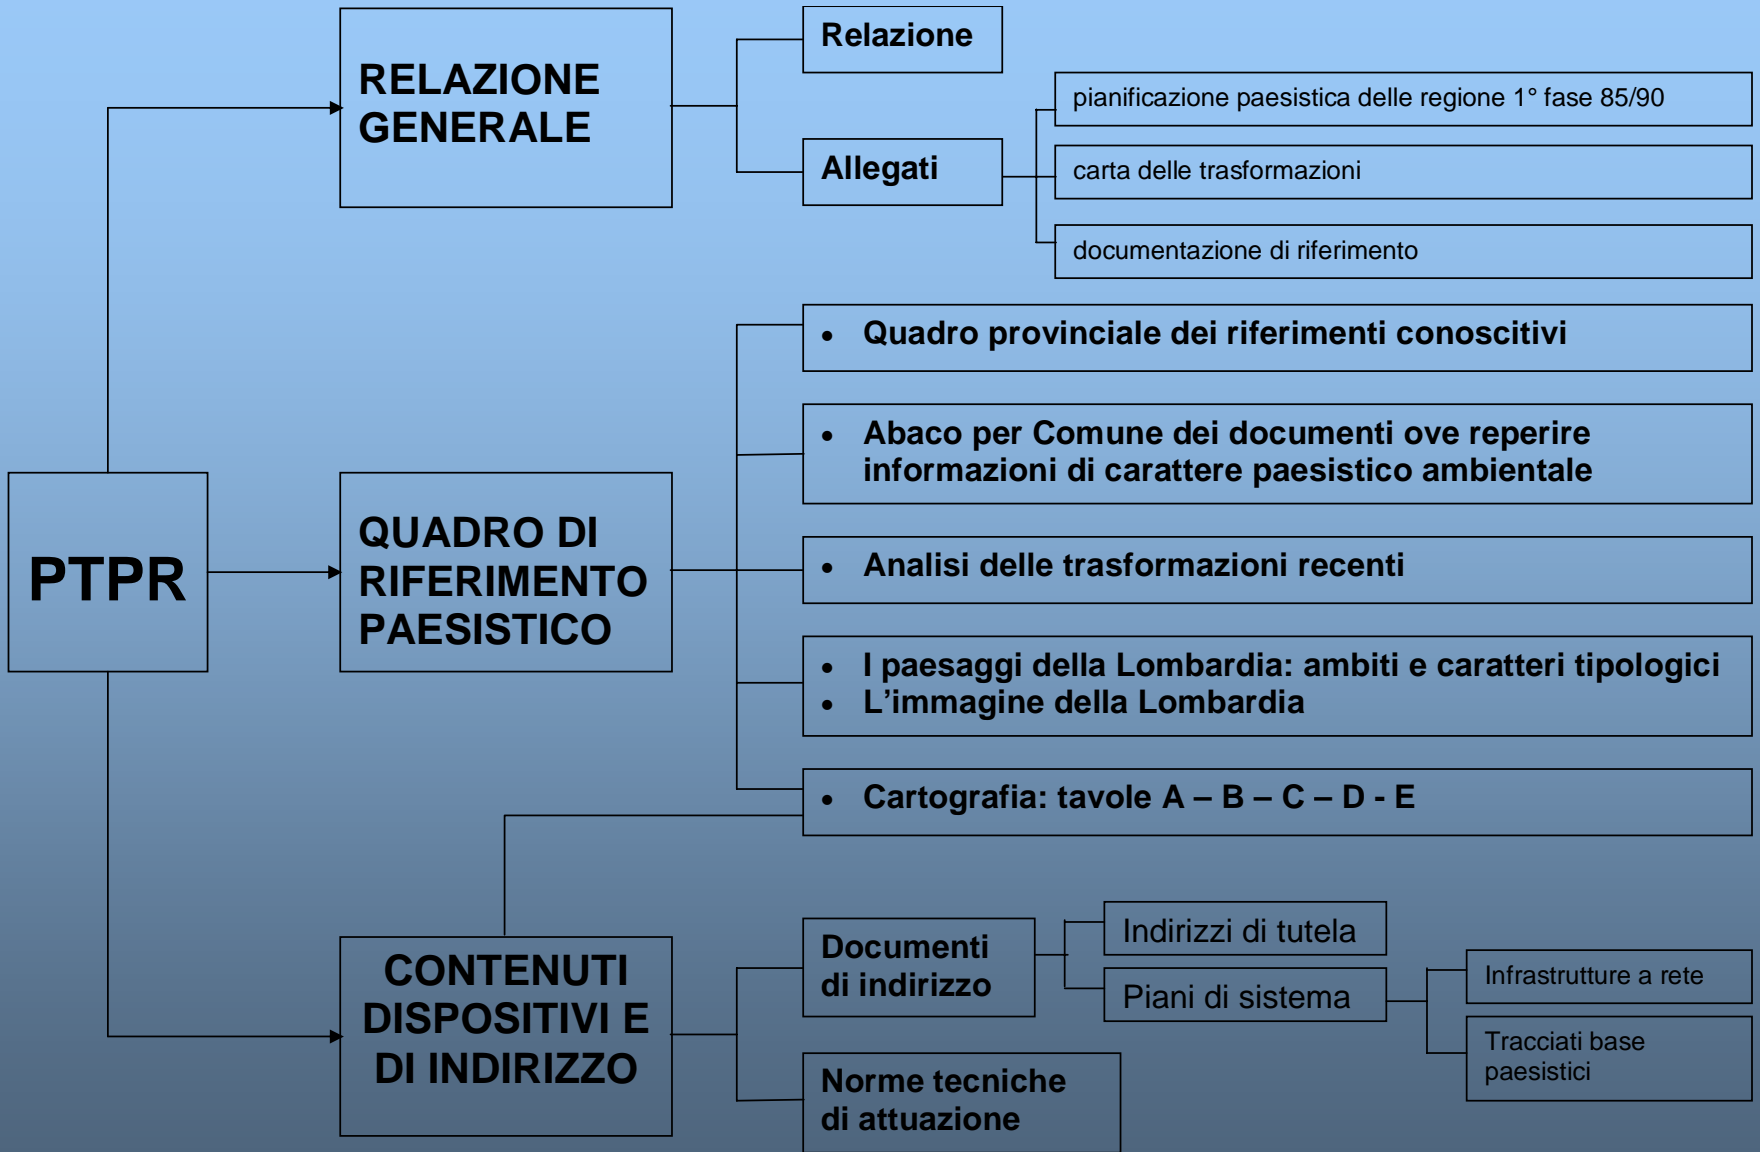 PTPR
RELAZIONE
GENERALE
Relazione
Allegati
pianificazione paesistica delle regione 1° fase 85/90
carta delle trasformazioni
documentazione di riferimento
QUADRO DI
RIFERIMENTO
PAESISTICO
• Quadro provinciale dei riferimenti conoscitivi
• Abaco per Comune dei documenti ove reperire
informazioni di carattere paesistico ambientale
• Analisi delle trasformazioni recenti
• I paesaggi della Lombardia: ambiti e caratteri tipologici
• L’immagine della Lombardia
• Cartografia: tavole A – B – C – D - E
CONTENUTI
DISPOSITIVI E
DI INDIRIZZO
Documenti
di indirizzo
Indirizzi di tutela
Piani di sistema
Infrastrutture a rete
Tracciati base
paesistici
Norme tecniche
di attuazione